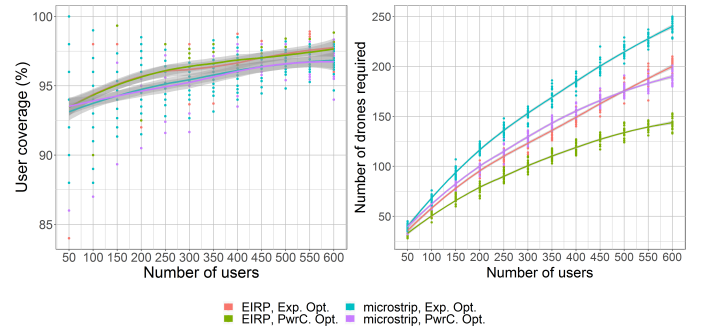 User coverage (%)
100
95
90
85
50 100 150 200 250 300 350 400 450 500 550 600
Number of users
Number of drones required
250
200
150
100
50
50 100 150 200 250 300 350 400 450 500 550 600
Number of users
EIRP, Exp. Opt.
microstrip, Exp. Opt.
EIRP, PwrC. Opt.
microstrip, PwrC. Opt.